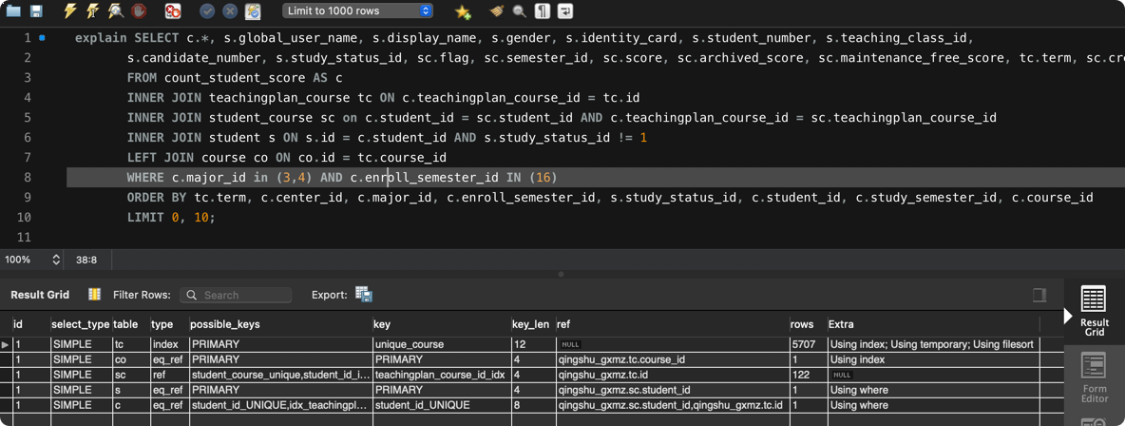 Limit to 1000 rows
1 explain SELECT c.*, s.global_user_name, s.display_name, s.gender, s.identity_card, s.student_number, s.teaching_class_id,
2 s.candidate_number, s.study_status_id, sc.flag, sc.semester_id, sc.score, sc.archived_score, sc.maintenance_free_score, tc.term, sc.cre
3 FROM count_student_score AS c
4 INNER JOIN teachingplan_course tc ON c.teachingplan_course_id = tc.id
5 INNER JOIN student_course sc on c.student_id = sc.student_id AND c.teachingplan_course_id = sc.teachingplan_course_id
6 INNER JOIN student s ON s.id = c.student_id AND s.study_status_id != 1
7 LEFT JOIN course co ON co.id = tc.course_id
8 WHERE c.major_id in (3,4) AND c.enroll_semester_id IN (16)
9 ORDER BY tc.term, c.center_id, c.major_id, c.enroll_semester_id, s.study_status_id, c.student_id, c.study_semester_id, c.course_id
10 LIMIT 0, 10;
11
100% 38:8
Result Grid Filter Rows: Search Export:
id select_type table type possible_keys key key_len ref rows Extra
1 SIMPLE tc index PRIMARY unique_course 12 NULL 5707 Using index; Using temporary; Using filesort
1 SIMPLE co eq_ref PRIMARY PRIMARY 4 qingshu_gxmz.tc.course_id 1 Using index
1 SIMPLE sc ref student_course_unique,student_id_i... teachingplan_course_id_idx 4 qingshu_gxmz.tc.id 122 NULL
1 SIMPLE s eq_ref PRIMARY PRIMARY 4 qingshu_gxmz.sc.student_id 1 Using where
1 SIMPLE c eq_ref student_id_UNIQUE,idx_teachingpl... student_id_UNIQUE 8 qingshu_gxmz.sc.student_id,qingshu_gxmz.tc.id 1 Using where
Result
Grid
Form
Editor